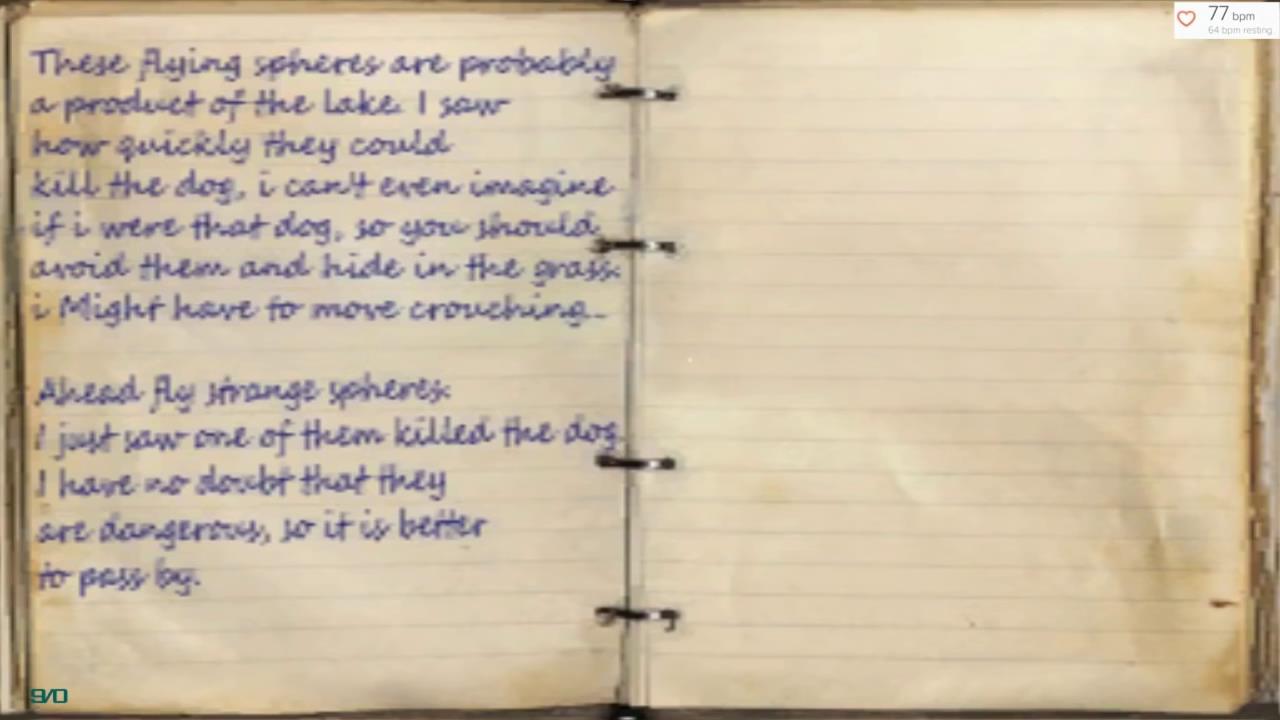 These flying spheres are probably
a product of the Lake. I saw
how quickly they could
kill the dog, i can't even imagine
if i were that dog, so you should
avoid them and hide in the grass.
i Might have to move crouching...
Ahead fly strange spheres.
I just saw one of them killed the dog.
I have no doubt that they
are dangerous, so it is better
to pass by.
77 bpm
64 bpm resting